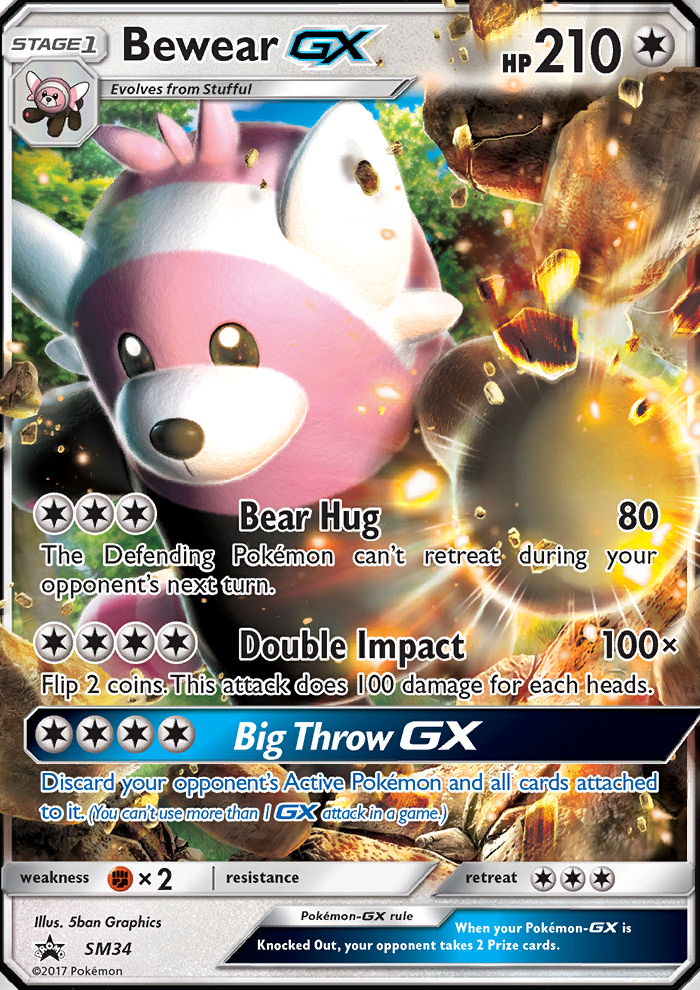 STAGE 1 Bewear GX HP 210
Evolves from Stufful
Bear Hug 80
The Defending Pokémon can't retreat during your
opponent's next turn.
Double Impact 100×
Flip 2 coins. This attack does 100 damage for each heads.
Big Throw GX
Discard your opponent's Active Pokémon and all cards attached
to it. (You can't use more than 1 GX attack in a game.)
weakness × 2 resistance retreat
Illus. 5ban Graphics
SM34
©2017 Pokémon
Pokémon-GX rule
When your Pokémon-GX is
Knocked Out, your opponent takes 2 Prize cards.